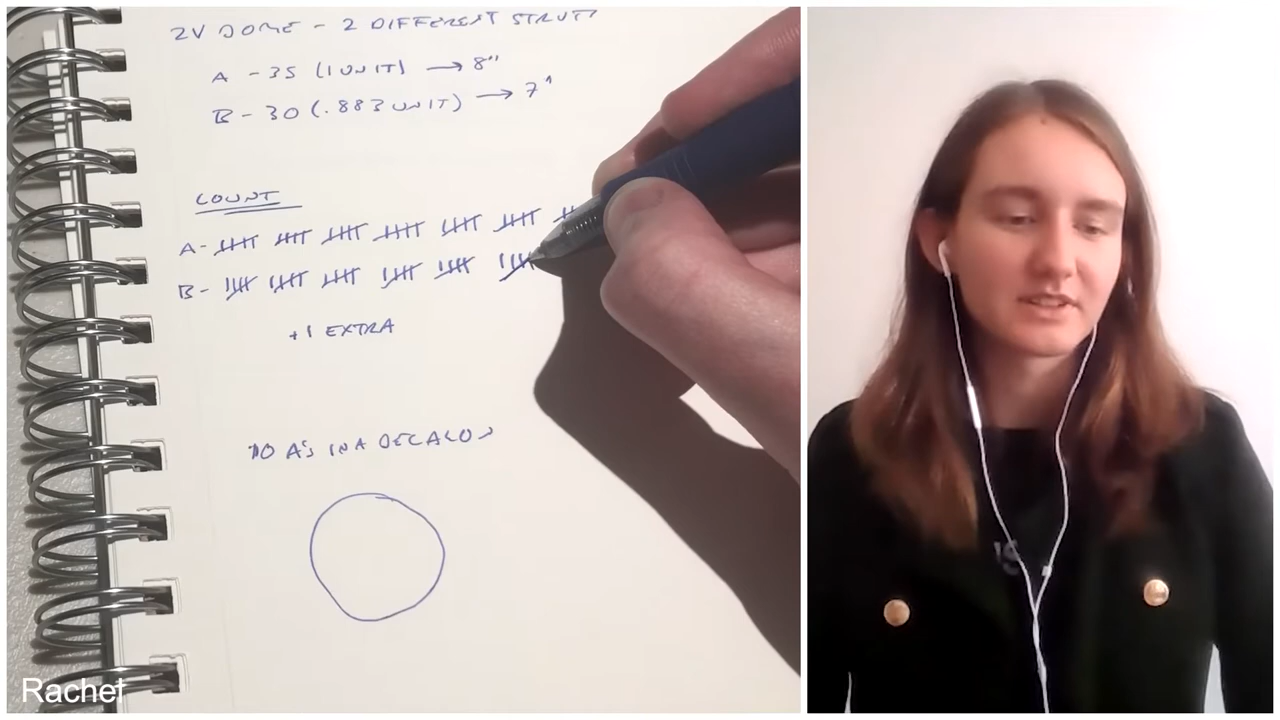 2V DOME - 2 DIFFERENT STRUTS
A - 35 (1 UNIT) → 8"
B - 30 (.883 UNIT) → 7"
COUNT
A-
B-
+1 EXTRA
10 A's IN A DECAGON
Rachel